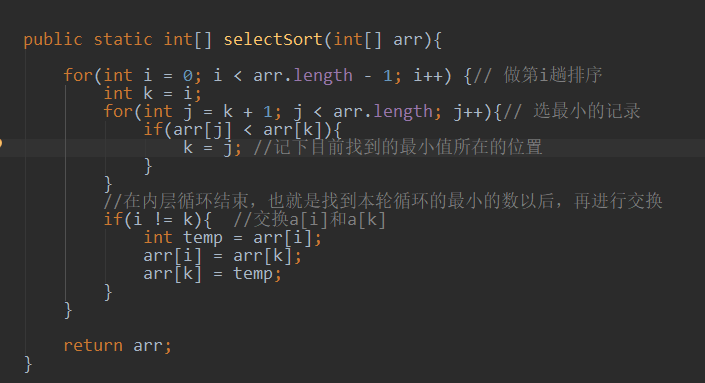 public static int[] selectSort(int[] arr){
for(int i = 0; i < arr.length - 1; i++) {// 做第i趟排序
int k = i;
for(int j = k + 1; j < arr.length; j++){// 选最小的记录
if(arr[j] < arr[k]){
k = j; //记下目前找到的最小值所在的位置
}
}
//在内层循环结束，也就是找到本轮循环的最小的数以后，再进行交换
if(i != k){  //交换a[i]和a[k]
int temp = arr[i];
arr[i] = arr[k];
arr[k] = temp;
}
}
return arr;
}